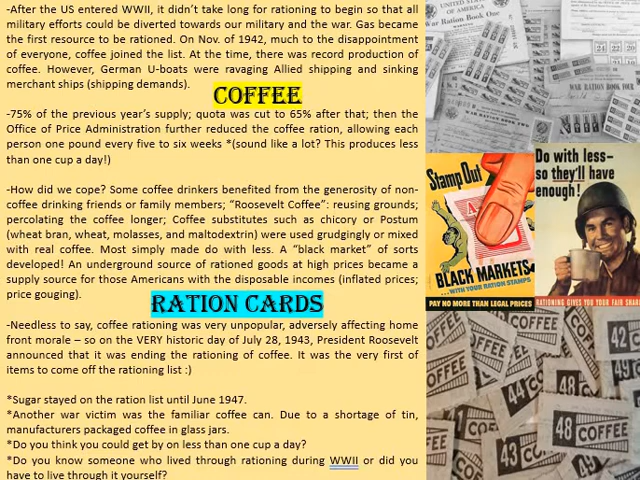 -After the US entered WWII, it didn't take long for rationing to begin so that all
military efforts could be diverted towards our military and the war. Gas became
the first resource to be rationed. On Nov. of 1942, much to the disappointment
of everyone, coffee joined the list. At the time, there was record production of
coffee. However, German U-boats were ravaging Allied shipping and sinking
merchant ships (shipping demands).
COFFEE
-75% of the previous year's supply; quota was cut to 65% after that; then the
Office of Price Administration further reduced the coffee ration, allowing each
person one pound every five to six weeks *(sound like a lot? This produces less
than one cup a day!)
-How did we cope? Some coffee drinkers benefited from the generosity of non-
coffee drinking friends or family members; "Roosevelt Coffee": reusing grounds;
percolating the coffee longer; Coffee substitutes such as chicory or Postum
(wheat bran, wheat, molasses, and maltodextrin) were used grudgingly or mixed
with real coffee. Most simply made do with less. A "black market" of sorts
developed! An underground source of rationed goods at high prices became a
supply source for those Americans with the disposable incomes (inflated prices;
price gouging).
RATION CARDS
-Needless to say, coffee rationing was very unpopular, adversely affecting home
front morale – so on the VERY historic day of July 28, 1943, President Roosevelt
announced that it was ending the rationing of coffee. It was the very first of
items to come off the rationing list :)
*Sugar stayed on the ration list until June 1947.
*Another war victim was the familiar coffee can. Due to a shortage of tin,
manufacturers packaged coffee in glass jars.
*Do you think you could get by on less than one cup a day?
*Do you know someone who lived through rationing during WWII or did you
have to live through it yourself?
UNITED STATES
OF AMERICA
War Ration Book One
WAR RATION BOOK FOUR
WAR RATION BOOK TWO
Stamp Out
BLACK MARKETS
...WITH YOUR RATION STAMPS
PAY NO MORE THAN LEGAL PRICES
Do with less–
so they'll have
enough!
RATIONING GIVES YOU YOUR FAIR SHARE
COFFEE
COFFEE
42 C
COFFEE
COFFEE
49
44
48
43 COFFEE
48 COFFEE